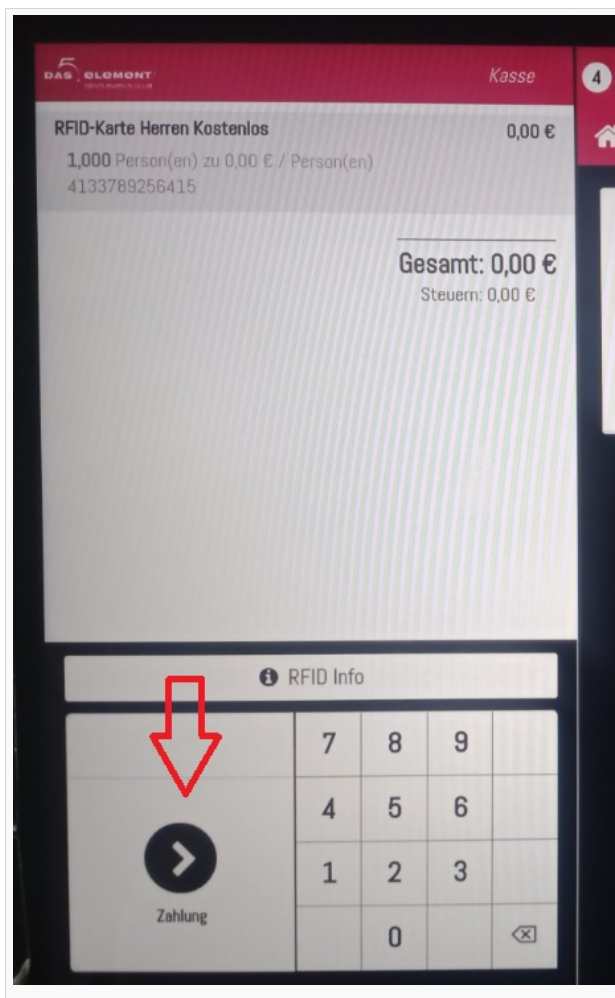 5
DAS ELEMENT
Kasse
4
RFID-Karte Herren Kostenlos 0,00 €
1,000 Person(en) zu 0,00 € / Person(en)
4133789256415
Gesamt: 0,00 €
Steuern: 0,00 €
RFID Info
7 8 9
4 5 6
Zahlung
1 2 3
0